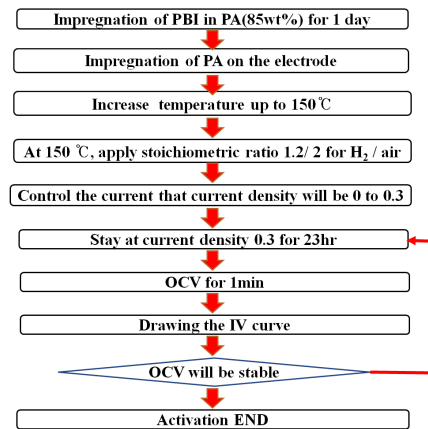 Impregnation of PBI in PA(85wt%) for 1 day
Impregnation of PA on the electrode
Increase temperature up to 150℃
At 150 ℃, apply stoichiometric ratio 1.2/ 2 for H₂ / air
Control the current that current density will be 0 to 0.3
Stay at current density 0.3 for 23hr
OCV for 1min
Drawing the IV curve
OCV will be stable
Activation END